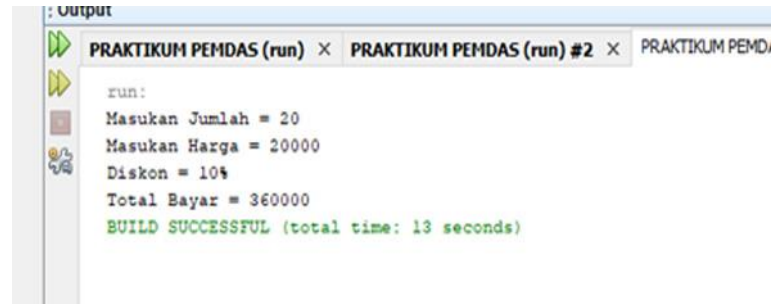 : Output
PRAKTIKUM PEMDAS (run) × PRAKTIKUM PEMDAS (run) #2 × PRAKTIKUM PEMDA
run:
Masukan Jumlah = 20
Masukan Harga = 20000
Diskon = 10%
Total Bayar = 360000
BUILD SUCCESSFUL (total time: 13 seconds)